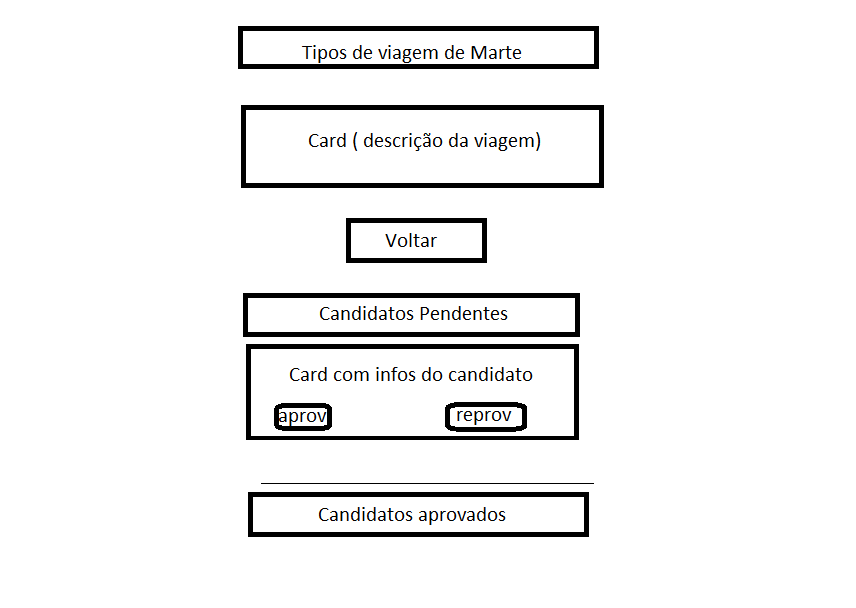 Tipos de viagem de Marte
Card ( descrição da viagem)
Voltar
Candidatos Pendentes
Card com infos do candidato
aprov
reprov
Candidatos aprovados